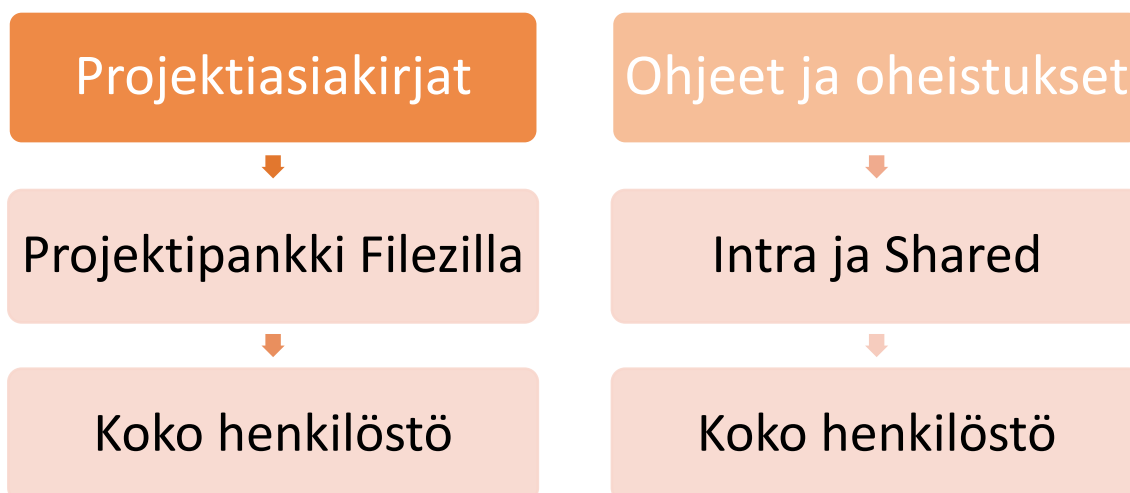 Projektiasiakirjat
Projektipankki Filezilla
Koko henkilöstö
Ohjeet ja oheistukset
Intra ja Shared
Koko henkilöstö